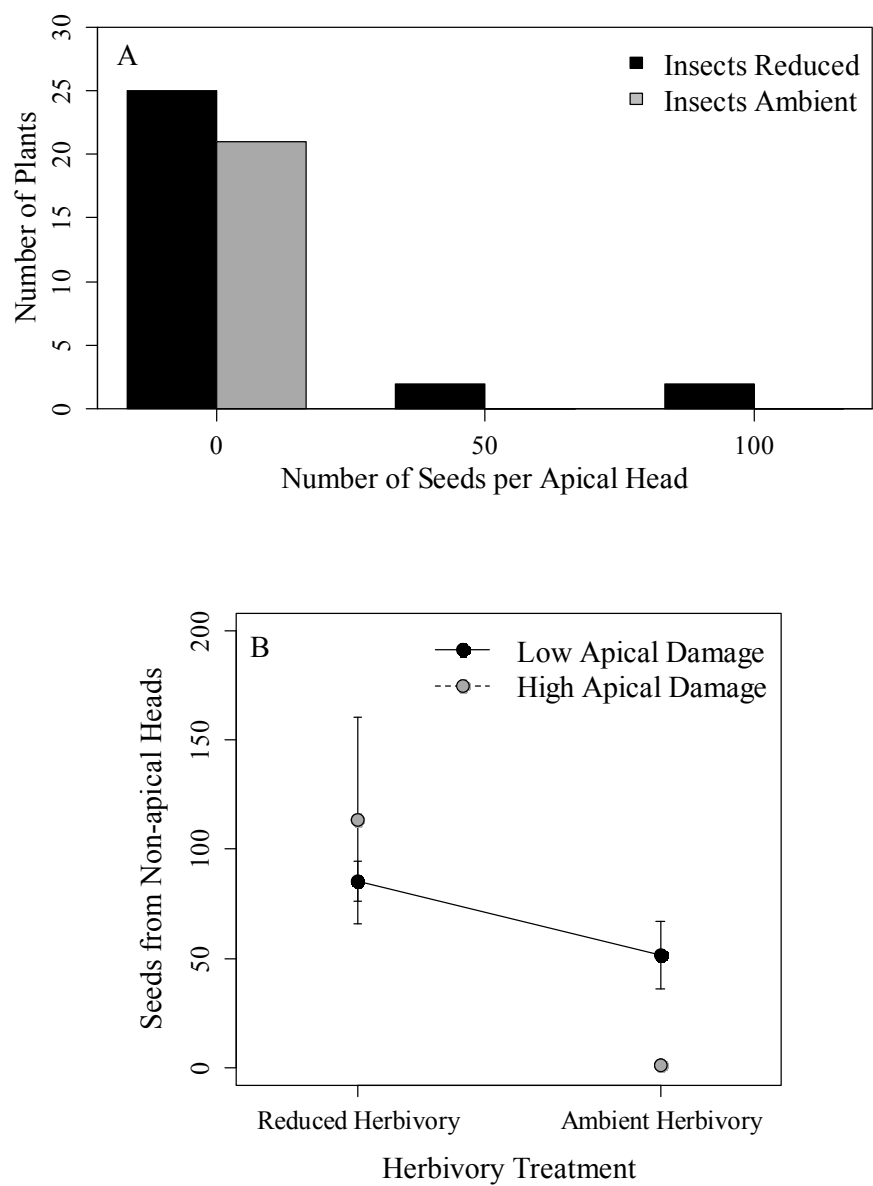 A
Insects Reduced
Insects Ambient
30
25
20
15
10
5
0
Number of Plants
0 50 100
Number of Seeds per Apical Head
B
Low Apical Damage
High Apical Damage
200
150
100
50
0
Seeds from Non-apical Heads
Reduced Herbivory Ambient Herbivory
Herbivory Treatment